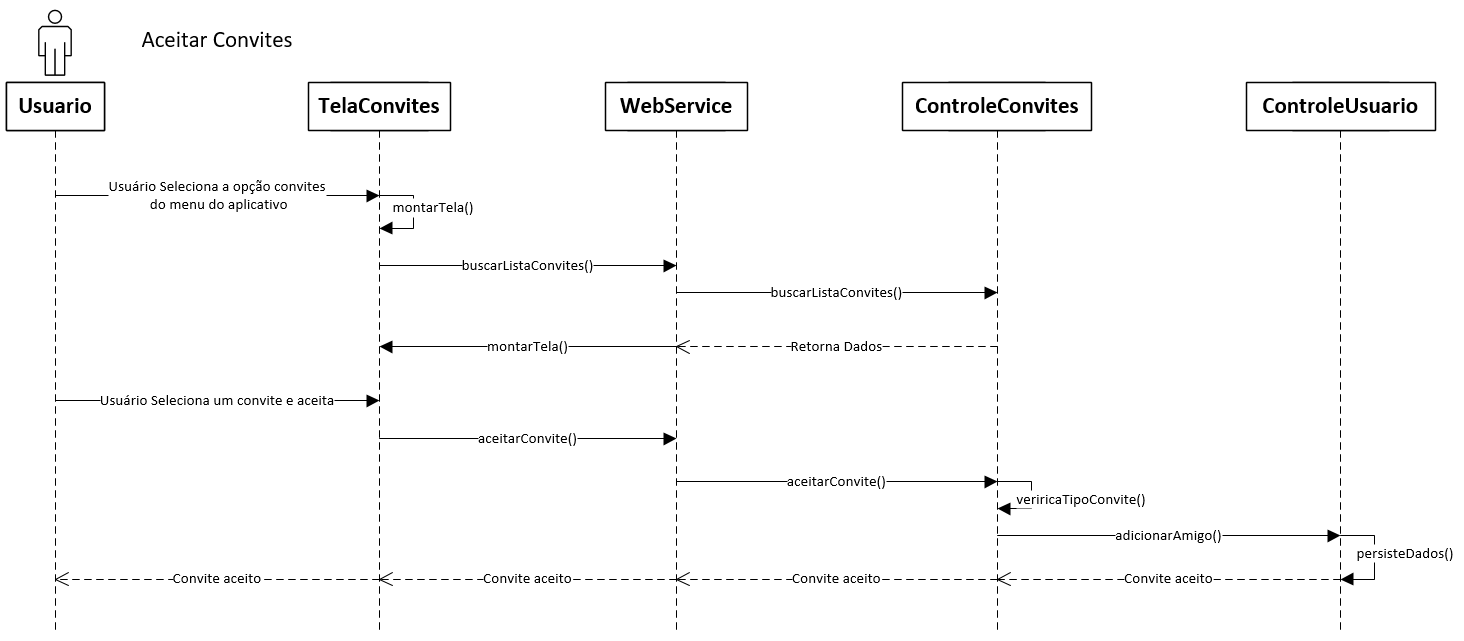 Aceitar Convites
Usuario
TelaConvites
WebService
ControleConvites
ControleUsuario
Usuário Seleciona a opção convites
do menu do aplicativo
montarTela()
buscarListaConvites()
buscarListaConvites()
montarTela()
Retorna Dados
Usuário Seleciona um convite e aceita
aceitarConvite()
aceitarConvite()
veriricaTipoConvite()
adicionarAmigo()
persisteDados()
Convite aceito
Convite aceito
Convite aceito
Convite aceito